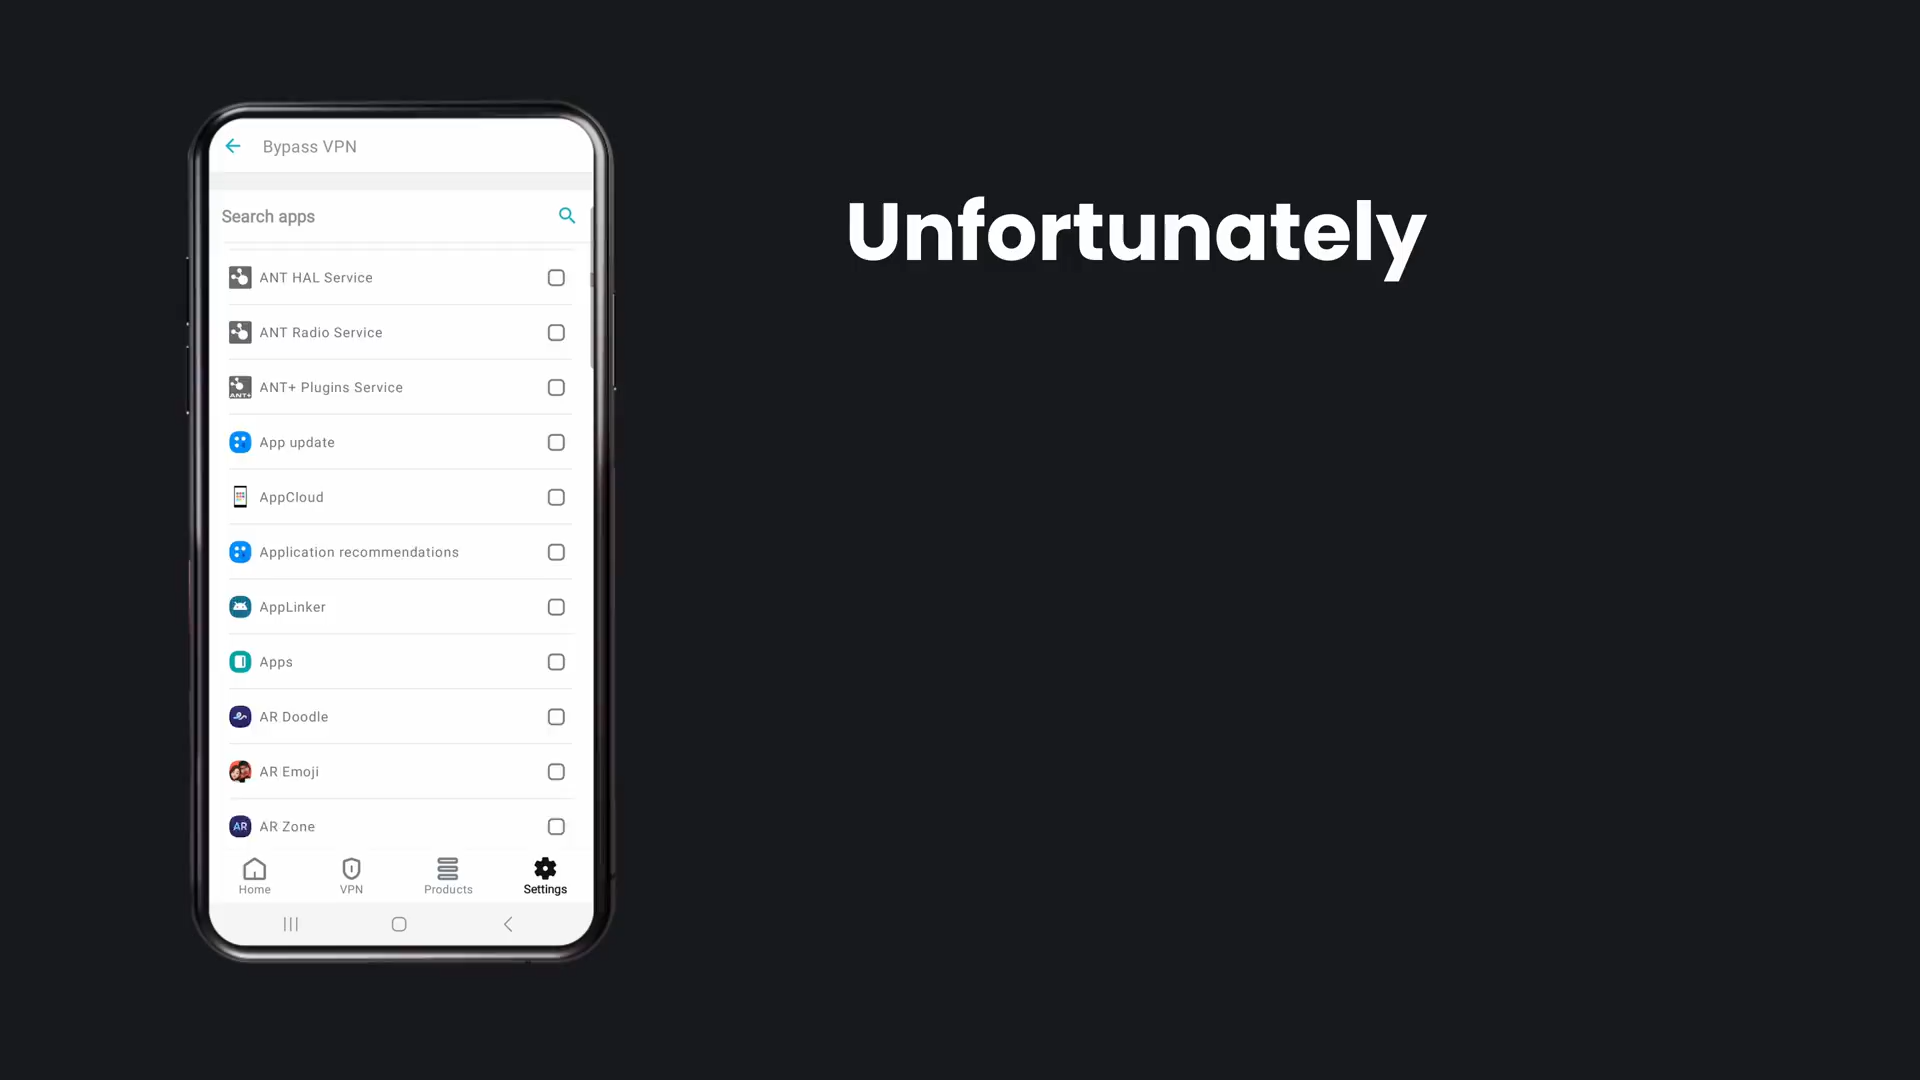 Bypass VPN
Search apps
ANT HAL Service
ANT Radio Service
ANT+ Plugins Service
ANT+
App update
AppCloud
Application recommendations
AppLinker
Apps
AR Doodle
AR Emoji
AR Zone
AR
Home
VPN
Products
Settings
Unfortunately